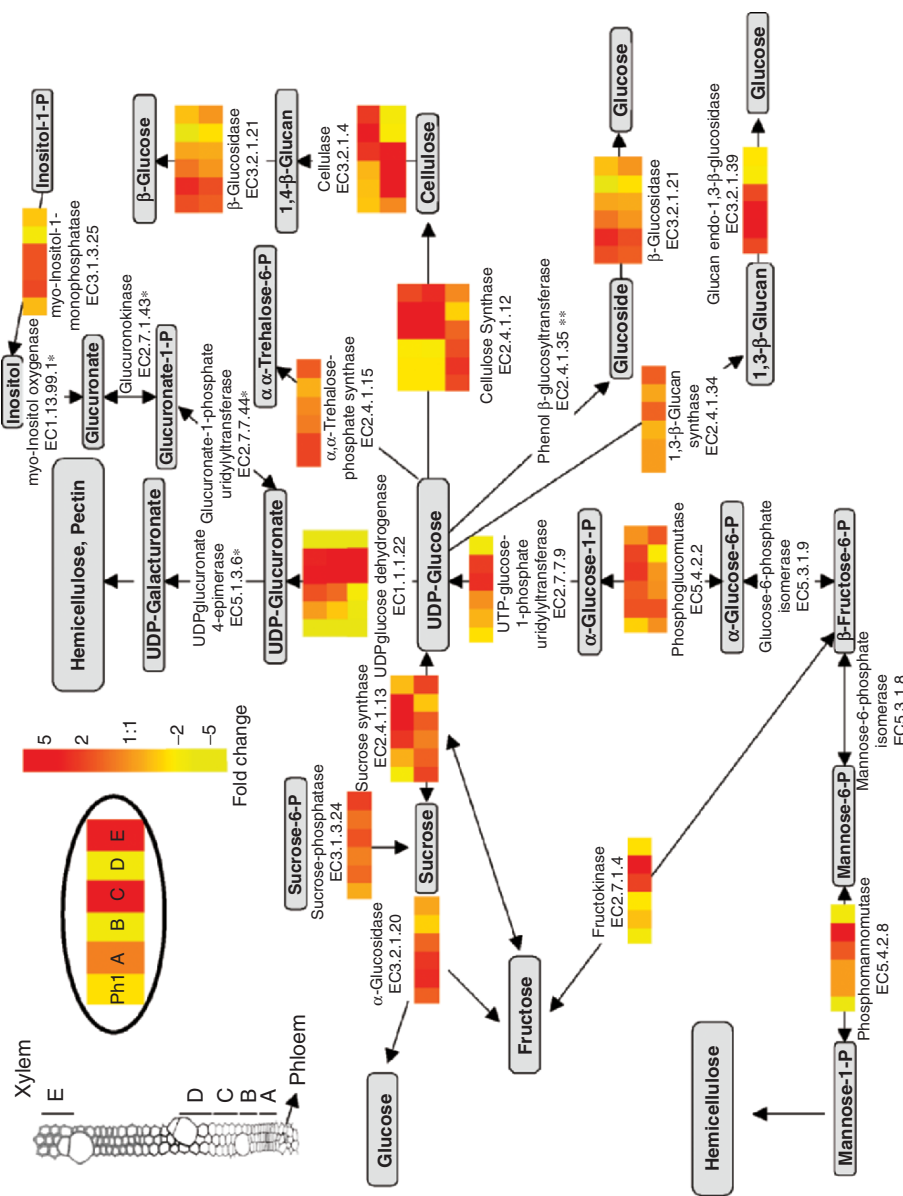 Xylem
E
D
C
B
A
Phloem
Ph1 A B C D E
5
2
1:1
–2
–5
Fold change
Hemicellulose, Pectin
UDP-Galacturonate
UDPglucuronate
4-epimerase
EC5.1.3.6*
UDP-Glucuronate
UDPglucose dehydrogenase
EC1.1.1.22
Inositol
Inositol-1-P
myo-Inositol-1-
monophosphatase
EC3.1.3.25
myo-Inositol oxygenase
EC1.13.99.1*
Glucuronate
Glucuronokinase
EC2.7.1.43*
Glucuronate-1-P
Glucuronate-1-phosphate
uridylyltransferase
EC2.7.7.44*
α α-Trehalose-6-P
α,α-Trehalose-
phosphate synthase
EC2.4.1.15
β-Glucose
β-Glucosidase
EC3.2.1.21
1,4-β-Glucan
Cellulase
EC3.2.1.4
Cellulose
Cellulose Synthase
EC2.4.1.12
UDP-Glucose
Sucrose-6-P
Sucrose-phosphatase
EC3.1.3.24
Sucrose synthase
EC2.4.1.13
Sucrose
α-Glucosidase
EC3.2.1.20
Glucose
Fructose
Fructokinase
EC2.7.1.4
UTP-glucose-
1-phosphate
uridylyltransferase
EC2.7.7.9
α-Glucose-1-P
Phosphoglucomutase
EC5.4.2.2
α-Glucose-6-P
Glucose-6-phosphate
isomerase
EC5.3.1.9
β-Fructose-6-P
Phenol β-glucosyltransferase
EC2.4.1.35 **
Glucoside
β-Glucosidase
EC3.2.1.21
Glucose
1,3-β-Glucan
synthase
EC2.4.1.34
1,3-β-Glucan
Glucan endo-1,3-β-glucosidase
EC3.2.1.39
Glucose
Hemicellulose
Mannose-1-P
Phosphomannomutase
EC5.4.2.8
Mannose-6-P
Mannose-6-phosphate
isomerase
EC5.3.1.8